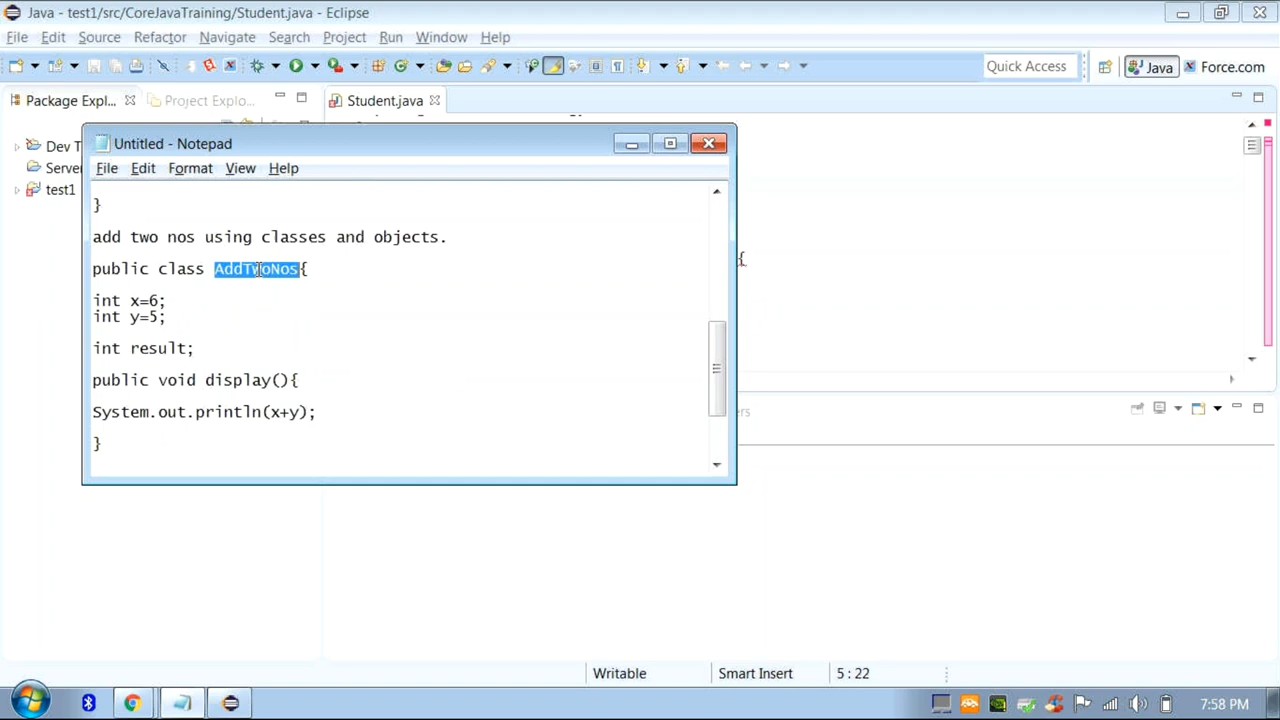 Java - test1/src/CoreJavaTraining/Student.java - Eclipse
File Edit Source Refactor Navigate Search Project Run Window Help
Quick Access Java Force.com
Package Expl... Project Explo... Student.java
Dev T
Server
test1
Untitled - Notepad
File Edit Format View Help
}
add two nos using classes and objects.
public class AddTwoNos{
int x=6;
int y=5;
int result;
public void display(){
System.out.println(x+y);
}
{
ers
Writable Smart Insert 5 : 22
7:58 PM